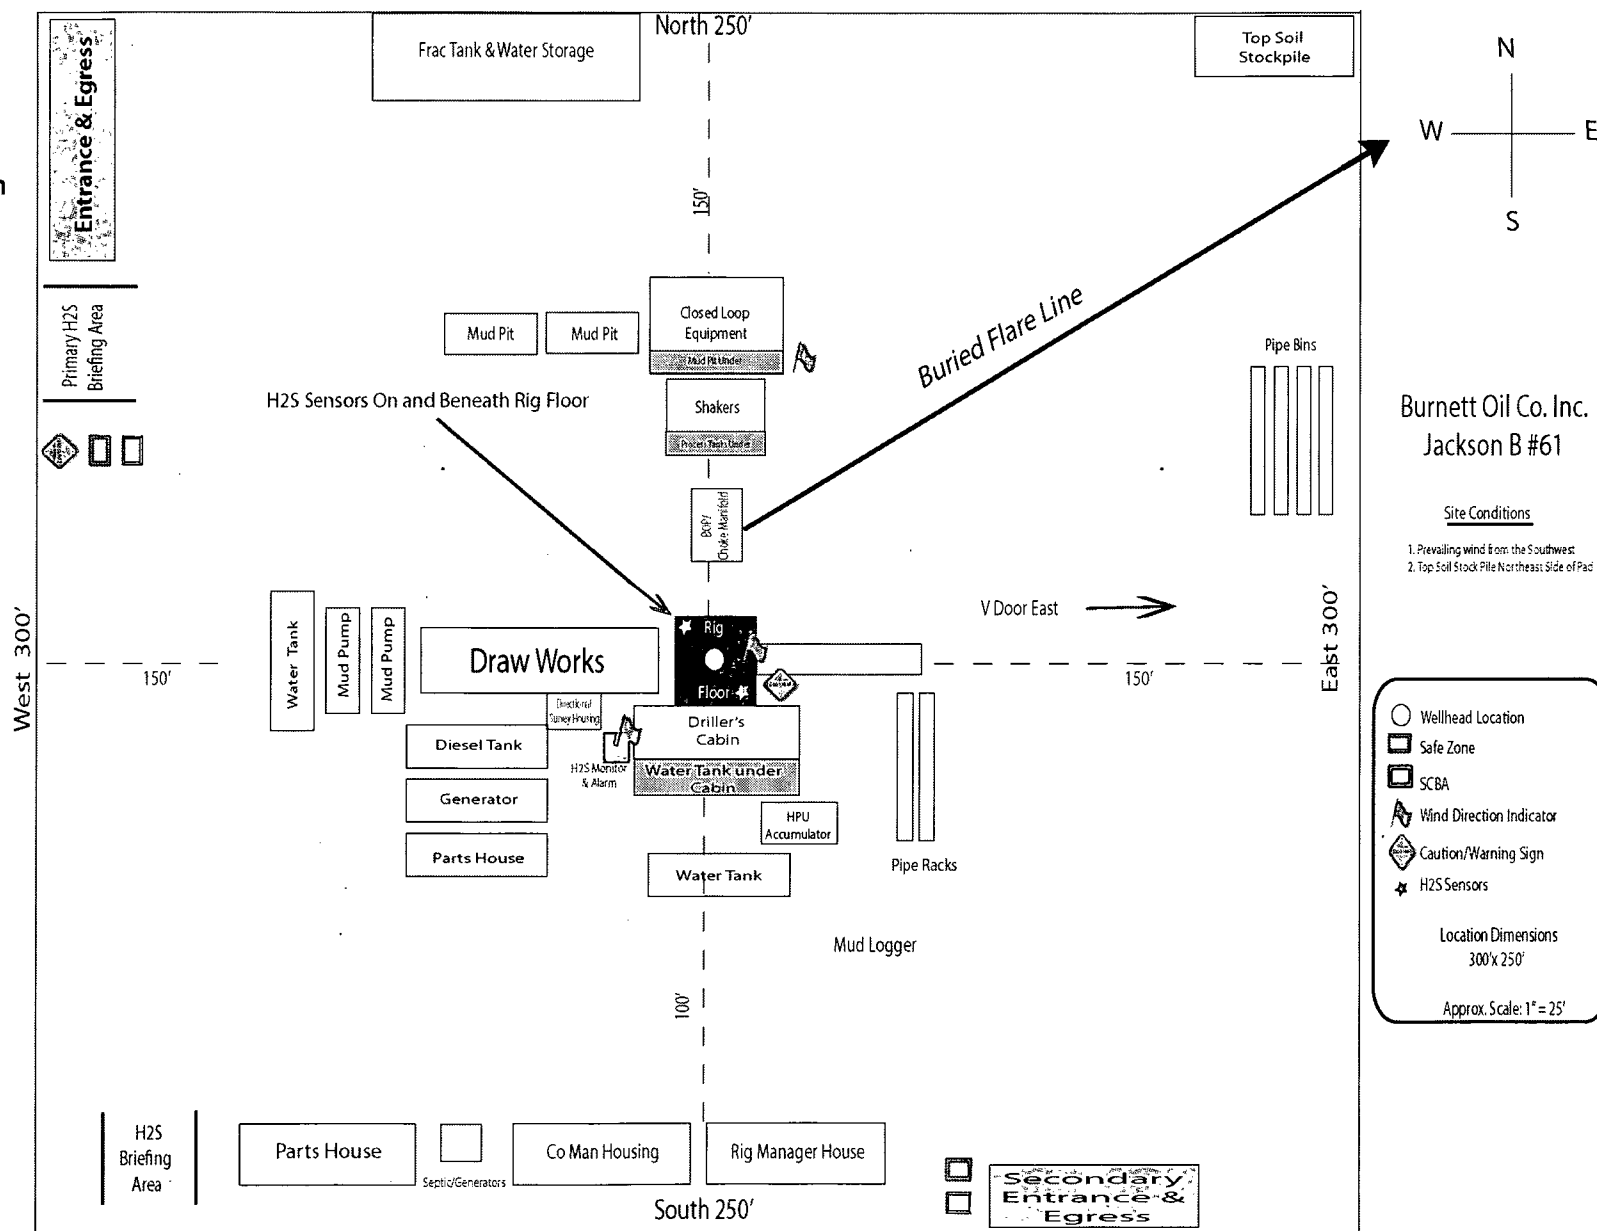 North 250'
Frac Tank & Water Storage
Top Soil
Stockpile
Entrance & Egress
N
W
E
S
150'
Primary H2S
Briefing Area
Mud Pit
Mud Pit
Closed Loop
Equipment
Mud Pit Under
Buried Flare Line
Pipe Bins
H2S Sensors On and Beneath Rig Floor
Shakers
Process Tanks Under
Burnett Oil Co. Inc.
Jackson B #61
BOP/
Choke Manifold
Site Conditions
1. Prevailing wind from the Southwest
2. Top Soil Stock Pile Northeast Side of Pad
V Door East
West 300'
150'
Water Tank
Mud Pump
Mud Pump
Draw Works
Rig
Floor
150'
East 300'
Directional
Survey Housing
Driller's
Cabin
Diesel Tank
H2S Monitor
& Alarm
Water Tank under
Cabin
Generator
HPU
Accumulator
Parts House
Water Tank
Pipe Racks
Wellhead Location
Safe Zone
SCBA
Wind Direction Indicator
Caution/Warning Sign
H2S Sensors
Location Dimensions
300'x 250'
Approx. Scale: 1" = 25'
Mud Logger
100'
H2S
Briefing
Area
Parts House
Septic/Generators
Co Man Housing
Rig Manager House
Secondary
Entrance &
Egress
South 250'